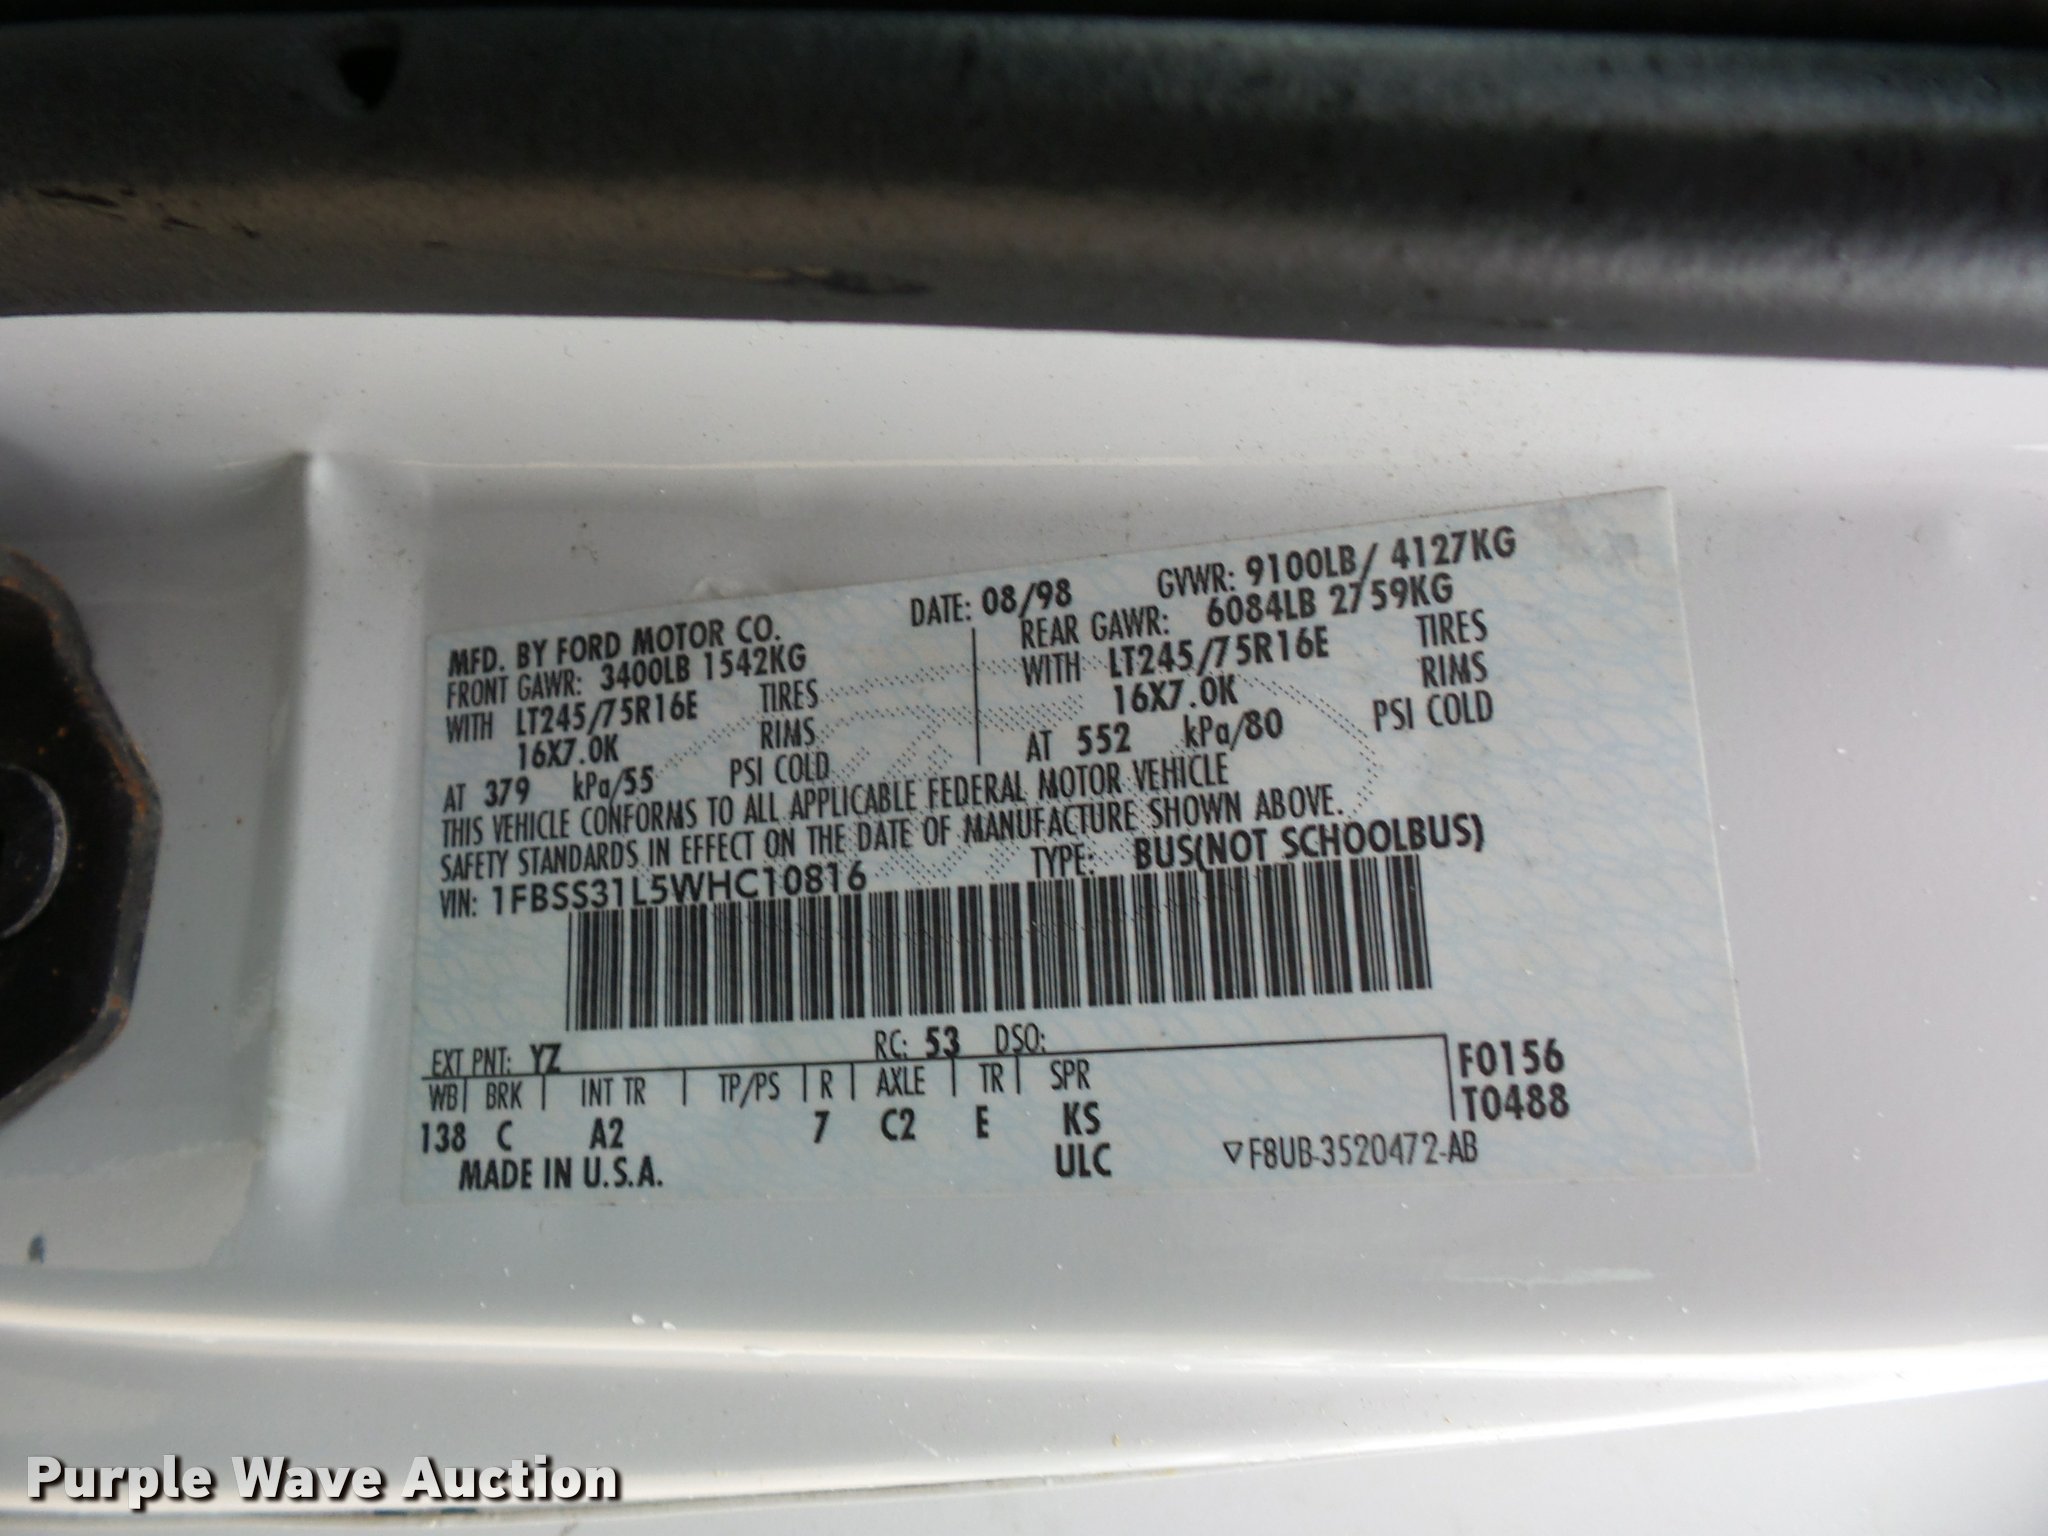 MFD. BY FORD MOTOR CO. DATE: 08/98 GVWR: 9100LB/ 4127KG
FRONT GAWR: 3400LB 1542KG REAR GAWR: 6084LB 2759KG
WITH LT245/75R16E TIRES WITH LT245/75R16E TIRES
16X7.0K RIMS 16X7.0K RIMS
AT 379 kPa/55 PSI COLD AT 552 kPa/80 PSI COLD
THIS VEHICLE CONFORMS TO ALL APPLICABLE FEDERAL MOTOR VEHICLE
SAFETY STANDARDS IN EFFECT ON THE DATE OF MANUFACTURE SHOWN ABOVE.
VIN: 1FBSS31L5WHC10816 TYPE: BUS(NOT SCHOOLBUS)
EXT PNT: YZ RC: 53 DSO:
WB BRK INT TR TP/PS R AXLE TR SPR F0156
138 C A2 7 C2 E KS T0488
MADE IN U.S.A. ULC ▽F8UB-3520472-AB
Purple Wave Auction